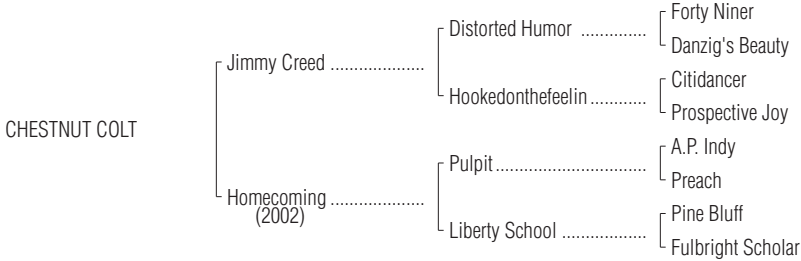 Forty Niner
Distorted Humor ..............
Danzig's Beauty
Jimmy Creed ....................
Citidancer
Hookedonthefeelin ............
Prospective Joy
CHESTNUT COLT
A.P. Indy
Pulpit ................................
Preach
Homecoming ....................
(2002)
Pine Bluff
Liberty School ..................
Fulbright Scholar